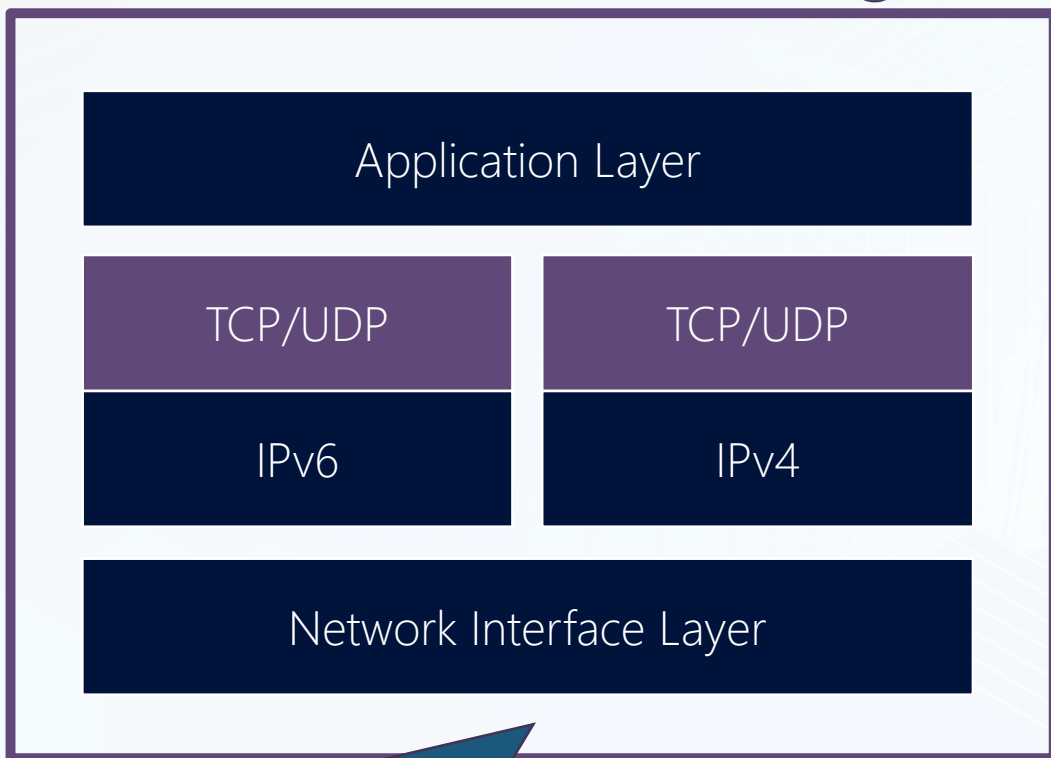 Application Layer
TCP/UDP
TCP/UDP
IPv6
IPv4
Network Interface Layer